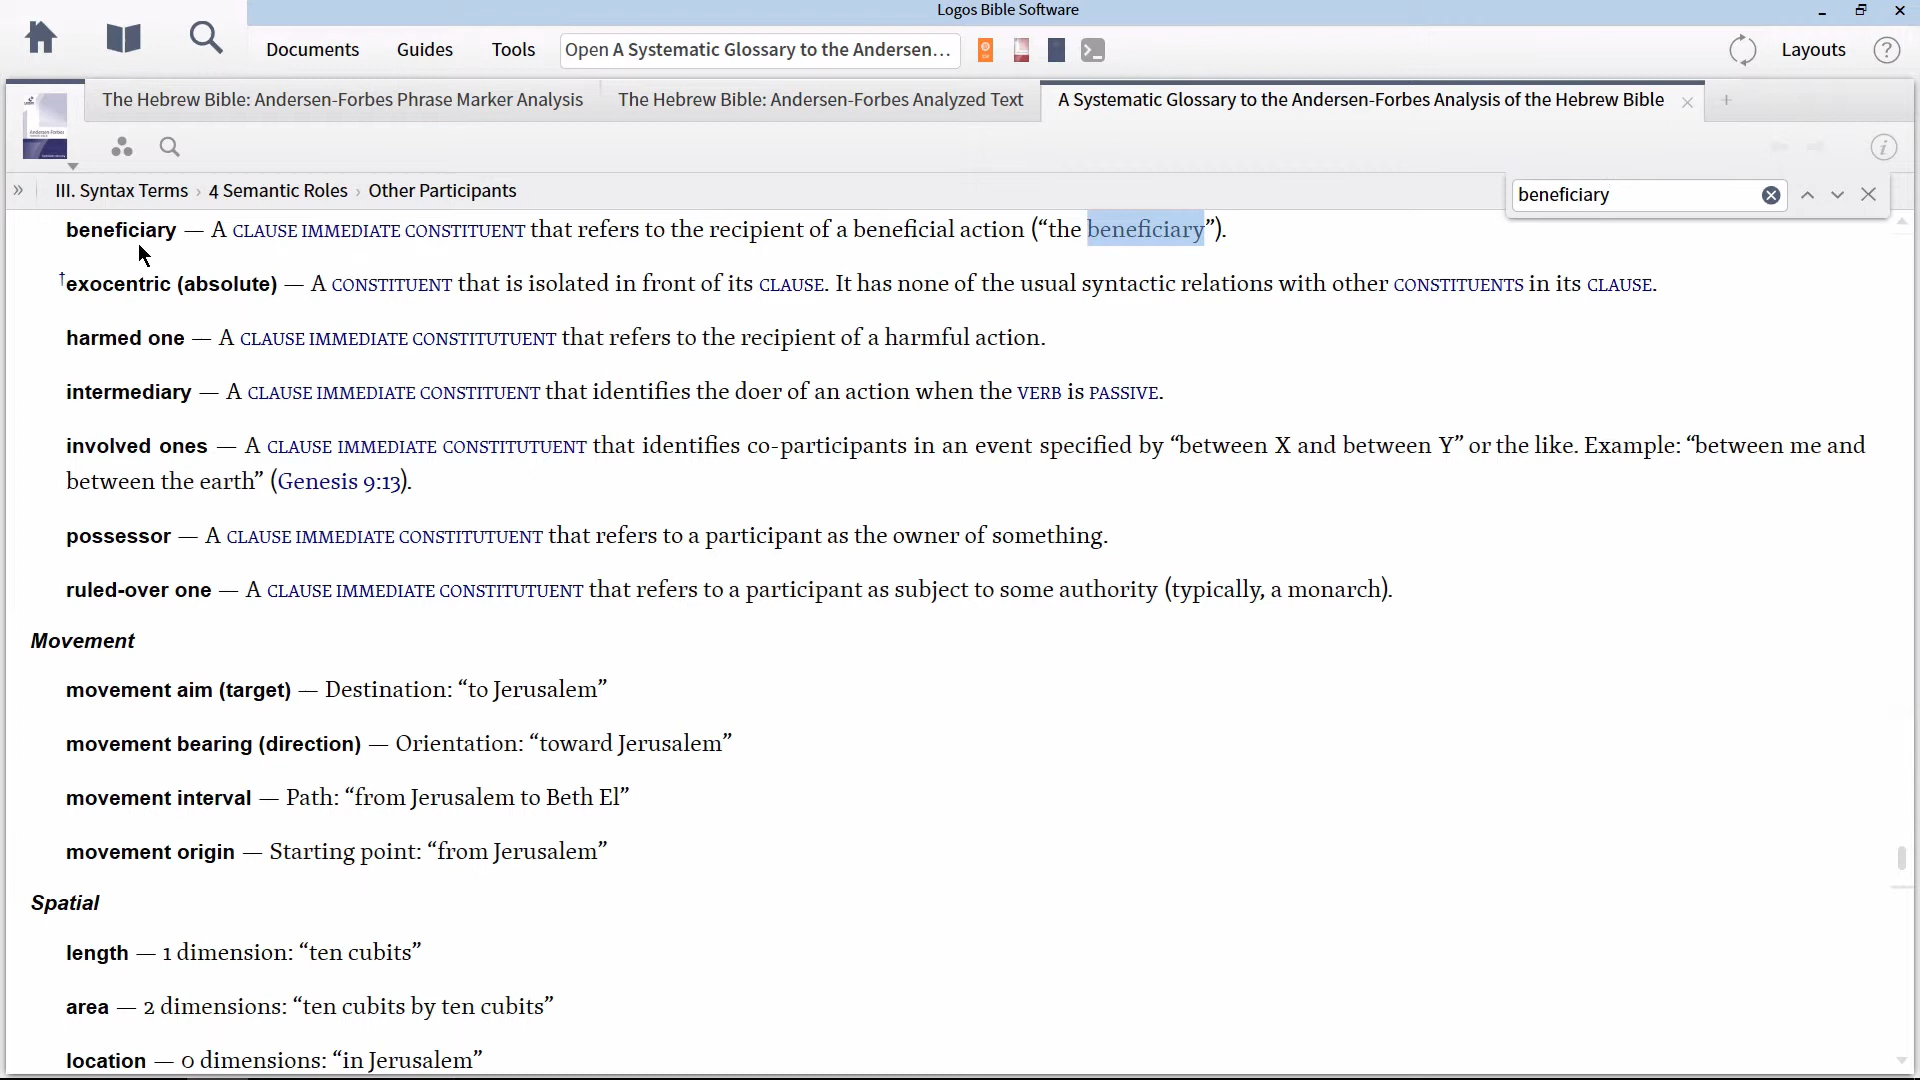 Logos Bible Software
Documents Guides Tools Open A Systematic Glossary to the Andersen... Layouts
The Hebrew Bible: Andersen-Forbes Phrase Marker Analysis The Hebrew Bible: Andersen-Forbes Analyzed Text A Systematic Glossary to the Andersen-Forbes Analysis of the Hebrew Bible
III. Syntax Terms › 4 Semantic Roles › Other Participants beneficiary
beneficiary — A CLAUSE IMMEDIATE CONSTITUENT that refers to the recipient of a beneficial action (“the beneficiary”).
†exocentric (absolute) — A CONSTITUENT that is isolated in front of its CLAUSE. It has none of the usual syntactic relations with other CONSTITUENTS in its CLAUSE.
harmed one — A CLAUSE IMMEDIATE CONSTITUTUENT that refers to the recipient of a harmful action.
intermediary — A CLAUSE IMMEDIATE CONSTITUENT that identifies the doer of an action when the VERB is PASSIVE.
involved ones — A CLAUSE IMMEDIATE CONSTITUTUENT that identifies co-participants in an event specified by “between X and between Y” or the like. Example: “between me and
between the earth” (Genesis 9:13).
possessor — A CLAUSE IMMEDIATE CONSTITUTUENT that refers to a participant as the owner of something.
ruled-over one — A CLAUSE IMMEDIATE CONSTITUTUENT that refers to a participant as subject to some authority (typically, a monarch).
Movement
movement aim (target) — Destination: “to Jerusalem”
movement bearing (direction) — Orientation: “toward Jerusalem”
movement interval — Path: “from Jerusalem to Beth El”
movement origin — Starting point: “from Jerusalem”
Spatial
length — 1 dimension: “ten cubits”
area — 2 dimensions: “ten cubits by ten cubits”
location — 0 dimensions: “in Jerusalem”